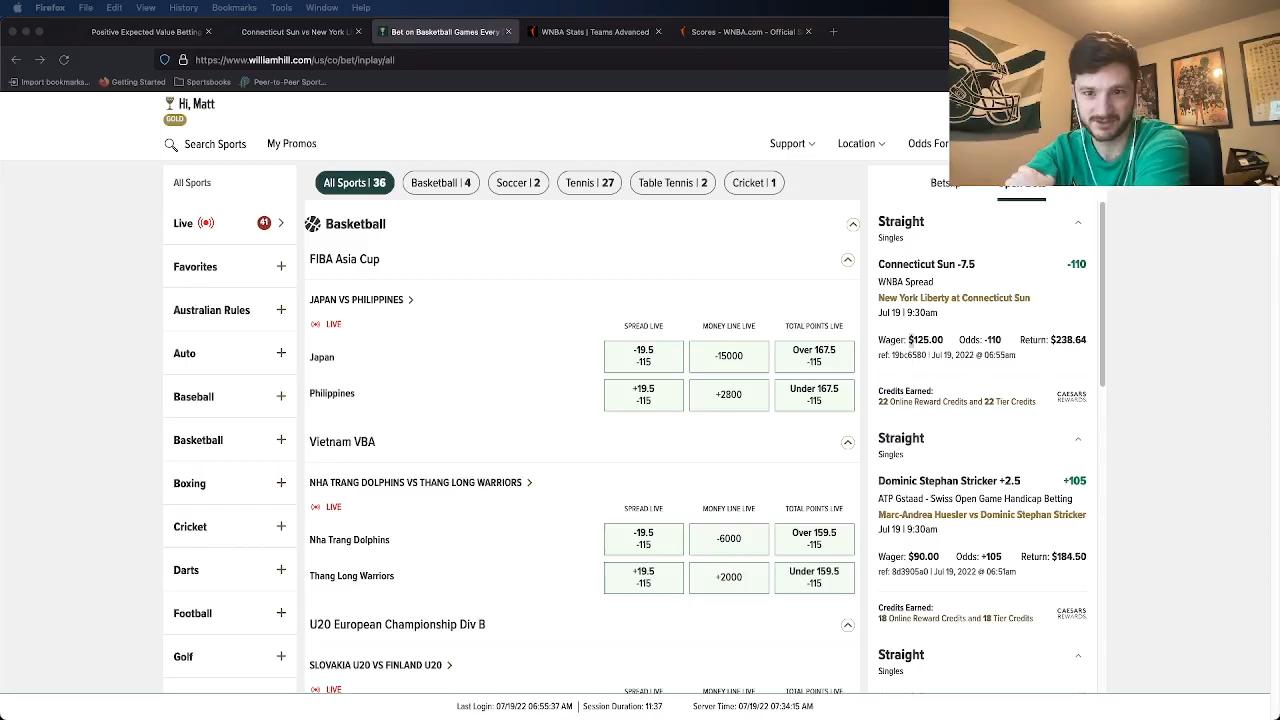 Firefox File Edit View History Bookmarks Tools Window Help
Positive Expected Value Betting
Connecticut Sun vs New York Li
Bet on Basketball Games Every
WNBA Stats | Teams Advanced
Scores - WNBA.com - Official S
https://www.williamhill.com/us/co/bet/inplay/all
Import bookmarks...
Getting Started
Sportsbooks
Peer-to-Peer Sport...
Hi, Matt
GOLD
Search Sports
My Promos
Support
Location
Odds For
All Sports
Live 41
Favorites
Australian Rules
Auto
Baseball
Basketball
Boxing
Cricket
Darts
Football
Golf
All Sports | 36
Basketball | 4
Soccer | 2
Tennis | 27
Table Tennis | 2
Cricket | 1
Basketball
FIBA Asia Cup
JAPAN VS PHILIPPINES
LIVE
SPREAD LIVE MONEY LINE LIVE TOTAL POINTS LIVE
Japan
-19.5
-115
-15000
Over 167.5
-115
Philippines
+19.5
-115
+2800
Under 167.5
-115
Vietnam VBA
NHA TRANG DOLPHINS VS THANG LONG WARRIORS
LIVE
SPREAD LIVE MONEY LINE LIVE TOTAL POINTS LIVE
Nha Trang Dolphins
-19.5
-115
-6000
Over 159.5
-115
Thang Long Warriors
+19.5
-115
+2000
Under 159.5
-115
U20 European Championship Div B
SLOVAKIA U20 VS FINLAND U20
LIVE
SPREAD LIVE MONEY LINE LIVE TOTAL POINTS LIVE
Straight
Singles
Connecticut Sun -7.5 -110
WNBA Spread
New York Liberty at Connecticut Sun
Jul 19 | 9:30am
Wager: $125.00 Odds: -110 Return: $238.64
ref: 19bc6580 | Jul 19, 2022 @ 06:55am
Credits Earned:
22 Online Reward Credits and 22 Tier Credits
CAESARS
REWARDS
Straight
Singles
Dominic Stephan Stricker +2.5 +105
ATP Gstaad - Swiss Open Game Handicap Betting
Marc-Andrea Huesler vs Dominic Stephan Stricker
Jul 19 | 9:30am
Wager: $90.00 Odds: +105 Return: $184.50
ref: 8d3905a0 | Jul 19, 2022 @ 06:51am
Credits Earned:
18 Online Reward Credits and 18 Tier Credits
CAESARS
REWARDS
Straight
Singles
Last Login: 07/19/22 06:55:37 AM | Session Duration: 11:37 Server Time: 07/19/22 07:34:15 AM